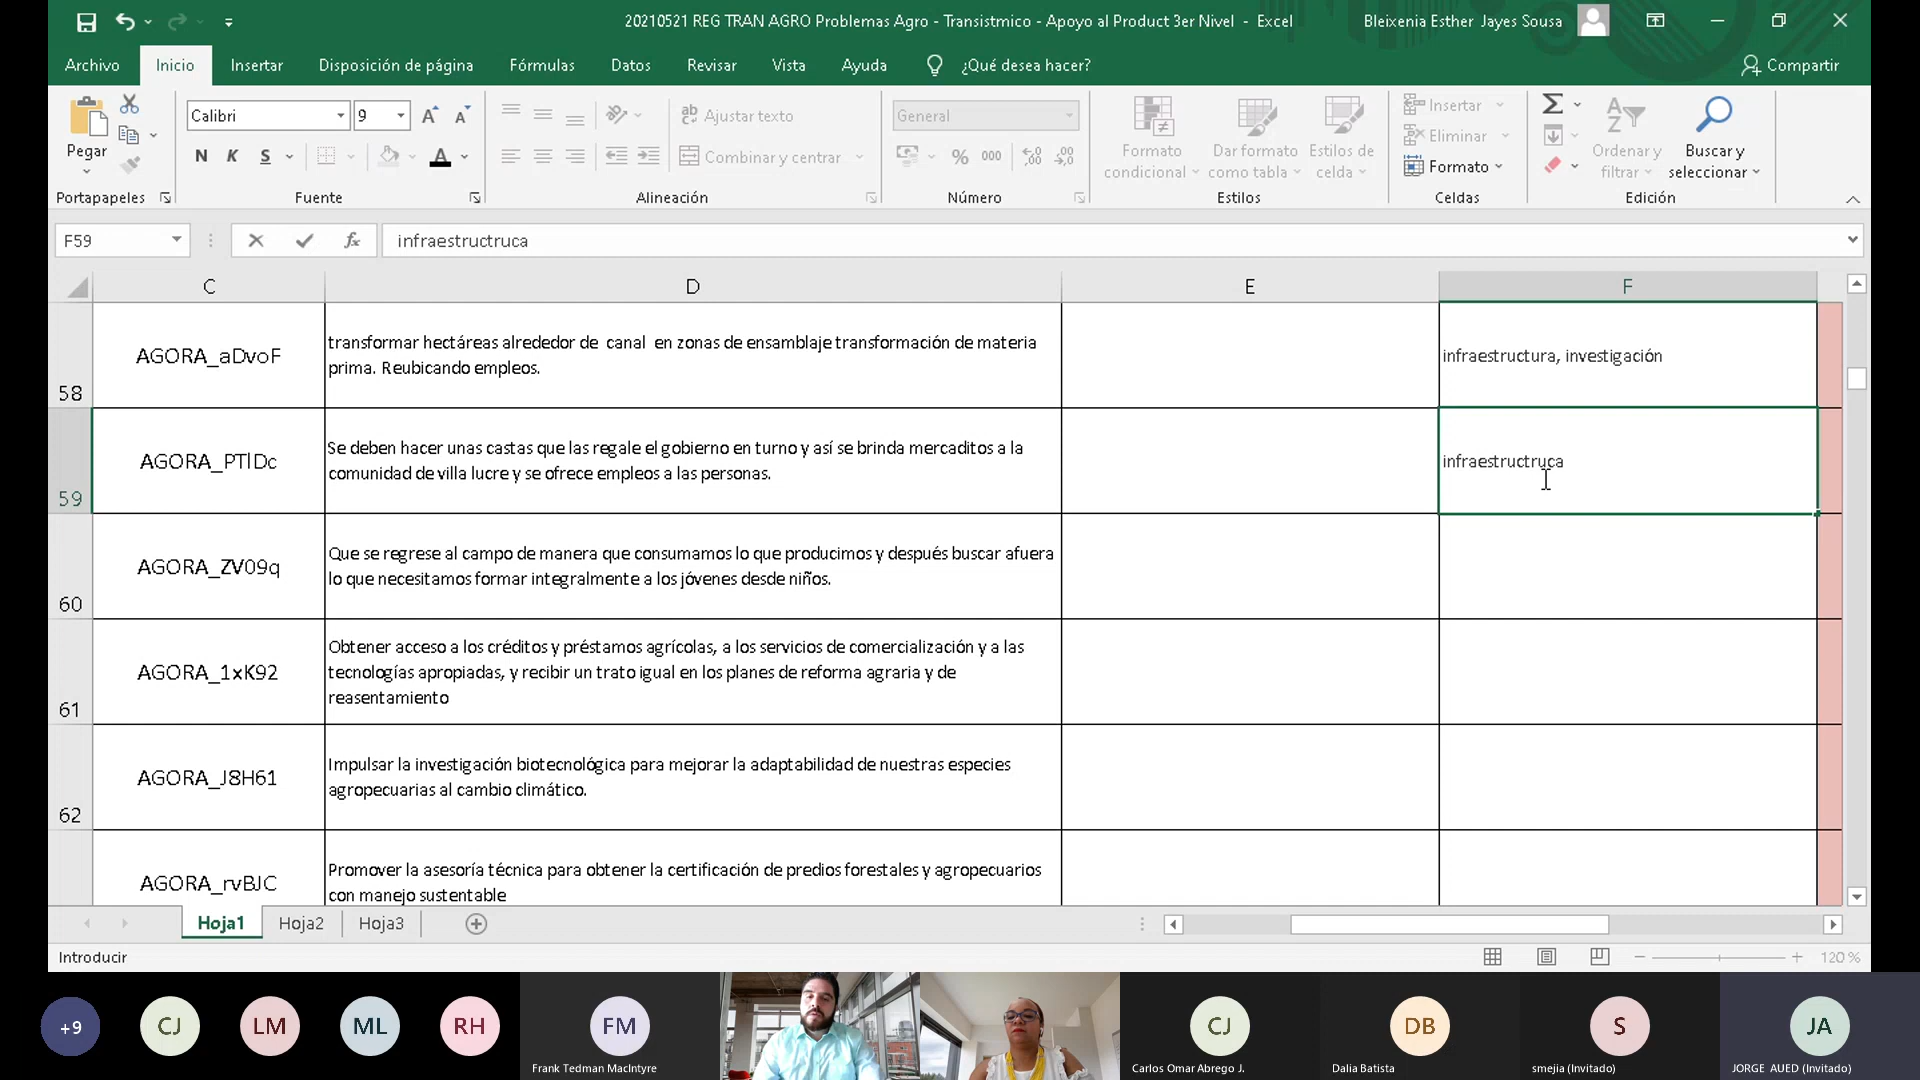 20210521 REG TRAN AGRO Problemas Agro - Transistmico - Apoyo al Product 3er Nivel - Excel
Bleixenia Esther Jayes Sousa
Archivo
Inicio
Insertar
Disposición de página
Fórmulas
Datos
Revisar
Vista
Ayuda
¿Qué desea hacer?
Compartir
Pegar
Portapapeles
Calibri
9
N
K
S
Fuente
Ajustar texto
Combinar y centrar
Alineación
General
% 000
Número
Formato
condicional
Dar formato
como tabla
Estilos de
celda
Estilos
Insertar
Eliminar
Formato
Celdas
Ordenar y
filtrar
Buscar y
seleccionar
Edición
F59
fx
infraestructruca
C
D
E
F
58
AGORA_aDvoF
transformar hectáreas alrededor de canal en zonas de ensamblaje transformación de materia
prima. Reubicando empleos.
infraestructura, investigación
59
AGORA_PTlDc
Se deben hacer unas castas que las regale el gobierno en turno y así se brinda mercaditos a la
comunidad de villa lucre y se ofrece empleos a las personas.
infraestructruca
60
AGORA_ZV09q
Que se regrese al campo de manera que consumamos lo que producimos y después buscar afuera
lo que necesitamos formar integralmente a los jóvenes desde niños.
61
AGORA_1xK92
Obtener acceso a los créditos y préstamos agrícolas, a los servicios de comercialización y a las
tecnologías apropiadas, y recibir un trato igual en los planes de reforma agraria y de
reasentamiento
62
AGORA_J8H61
Impulsar la investigación biotecnológica para mejorar la adaptabilidad de nuestras especies
agropecuarias al cambio climático.
AGORA_rvBJC
Promover la asesoría técnica para obtener la certificación de predios forestales y agropecuarios
con manejo sustentable
Hoja1
Hoja2
Hoja3
Introducir
120 %
+9
CJ
LM
ML
RH
FM
Frank Tedman MacIntyre
CJ
Carlos Omar Abrego J.
DB
Dalia Batista
S
smejia (Invitado)
JA
JORGE AUED (Invitado)